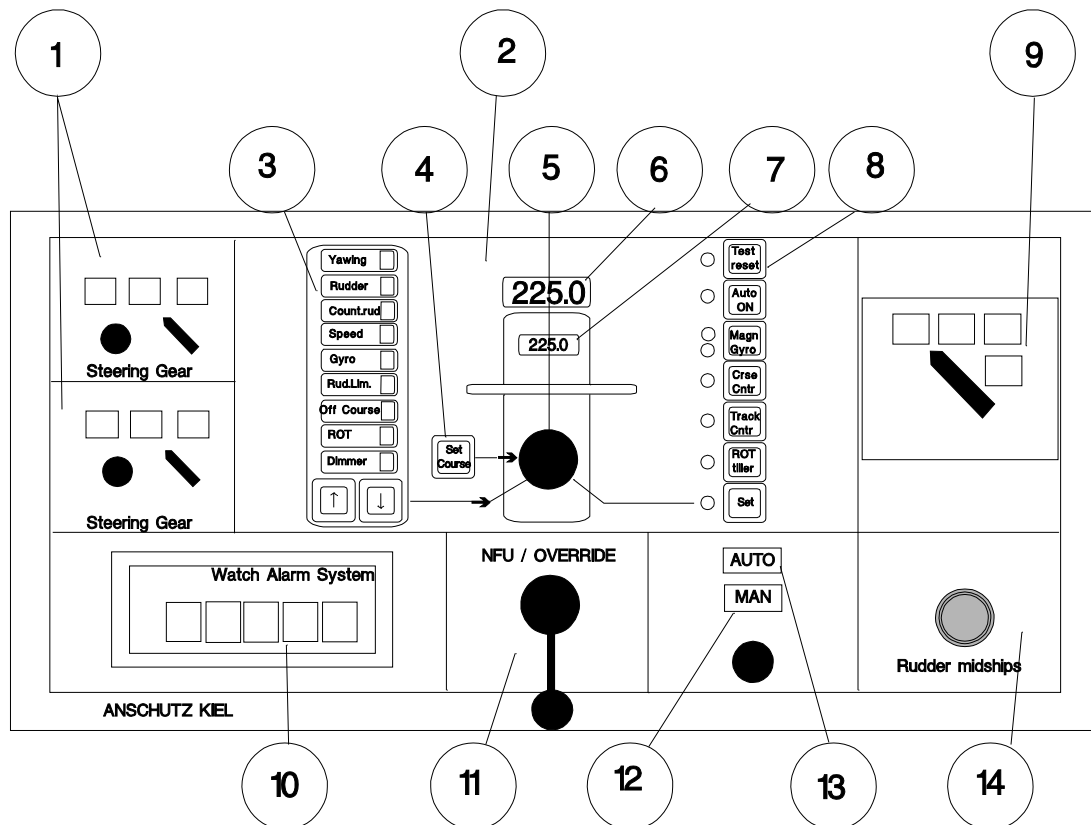 1
2
9
3
4
5
6
7
8
Yawing
Rudder
Count.rud
Speed
Gyro
Rud.Lim.
Off Course
ROT
Dimmer
↑ ↓
Steering Gear
Steering Gear
Set
Course
225.0
225.0
Test
reset
Auto
ON
Magn
Gyro
Crse
Cntr
Track
Cntr
ROT
tiller
Set
Watch Alarm System
NFU / OVERRIDE
AUTO
MAN
Rudder midships
ANSCHUTZ KIEL
10
11
12
13
14